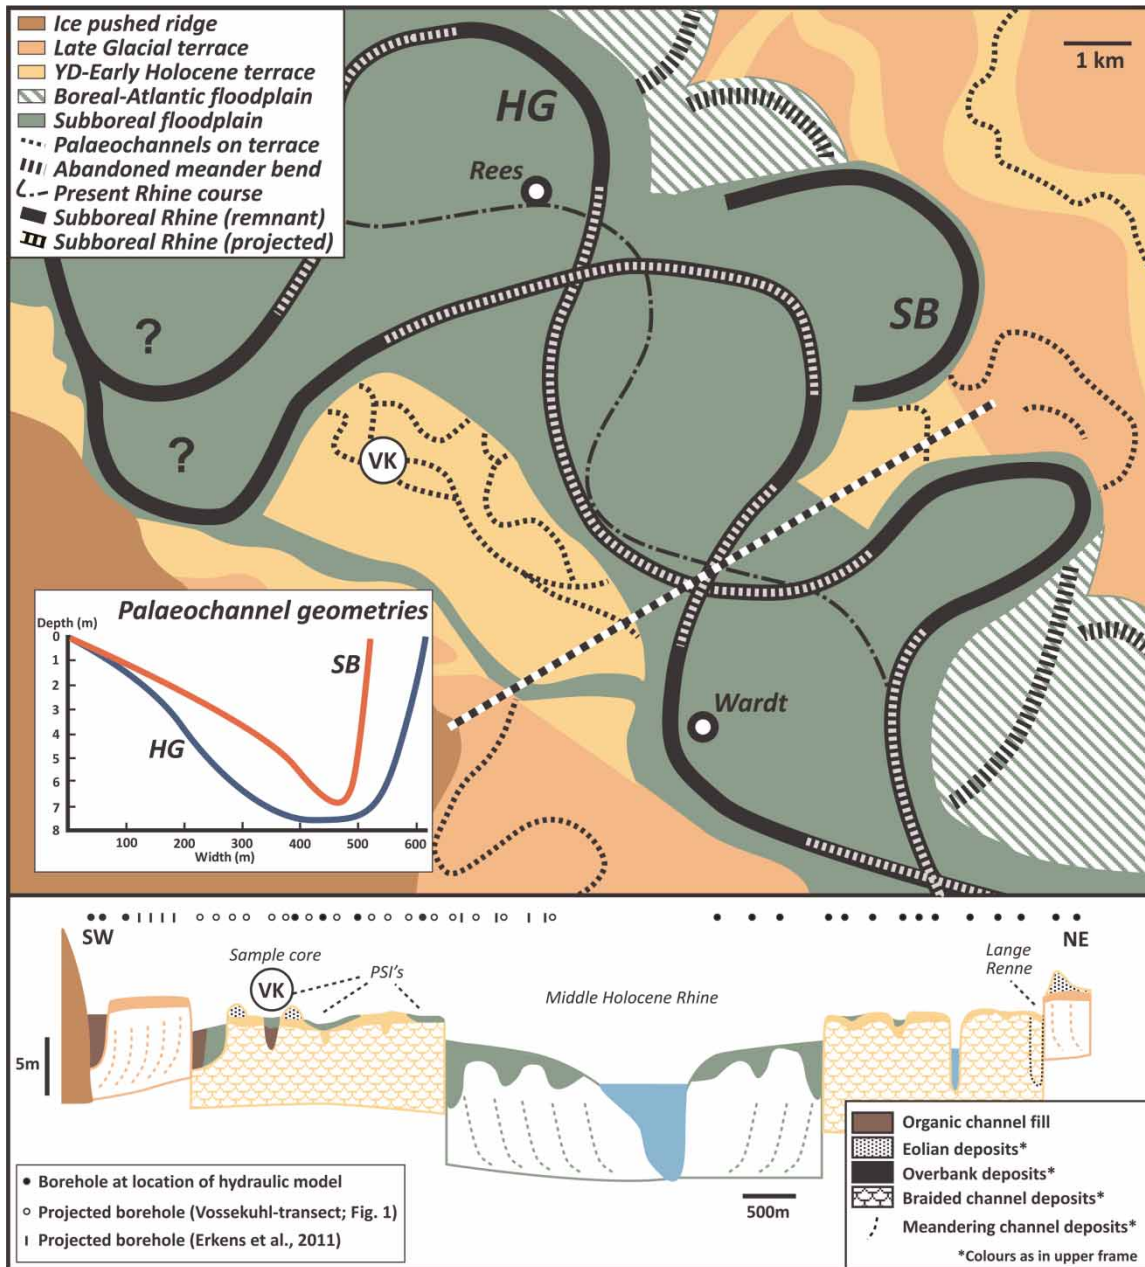 Ice pushed ridge
Late Glacial terrace
YD-Early Holocene terrace
Boreal-Atlantic floodplain
Subboreal floodplain
Palaeochannels on terrace
Abandoned meander bend
Present Rhine course
Subboreal Rhine (remnant)
Subboreal Rhine (projected)
1 km
HG
Rees
SB
?
?
VK
Wardt
Palaeochannel geometries
Depth (m)
0
1
2
3
4
5
6
7
8
SB
HG
100 200 300 400 500 600
Width (m)
SW
NE
Sample core
VK
PSI's
Middle Holocene Rhine
Lange
Renne
5m
500m
Borehole at location of hydraulic model
Projected borehole (Vossekuhl-transect; Fig. 1)
Projected borehole (Erkens et al., 2011)
Organic channel fill
Eolian deposits*
Overbank deposits*
Braided channel deposits*
Meandering channel deposits*
*Colours as in upper frame